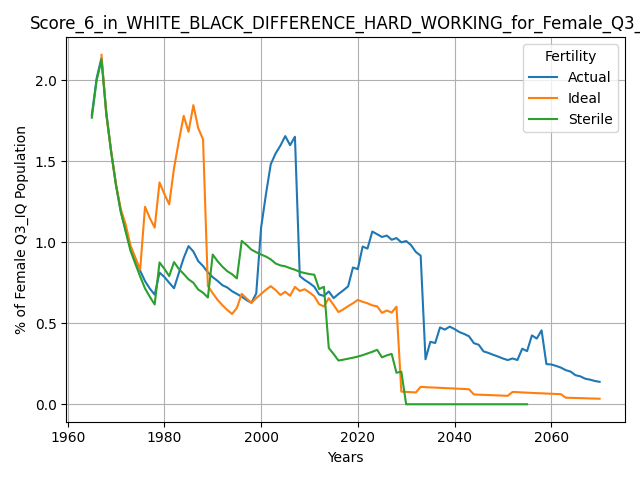 Score_6_in_WHITE_BLACK_DIFFERENCE_HARD_WORKING_for_Female_Q3_
Fertility
Actual
Ideal
Sterile
% of Female Q3_IQ Population
2.0
1.5
1.0
0.5
0.0
1960 1980 2000 2020 2040 2060
Years